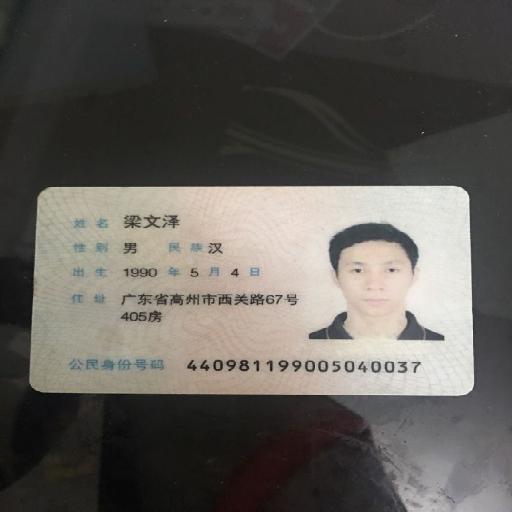 姓名 梁文泽
性别 男 民族 汉
出生 1990 年 5 月 4 日
住址 广东省高州市西关路67号
405房
公民身份号码 440981199005040037